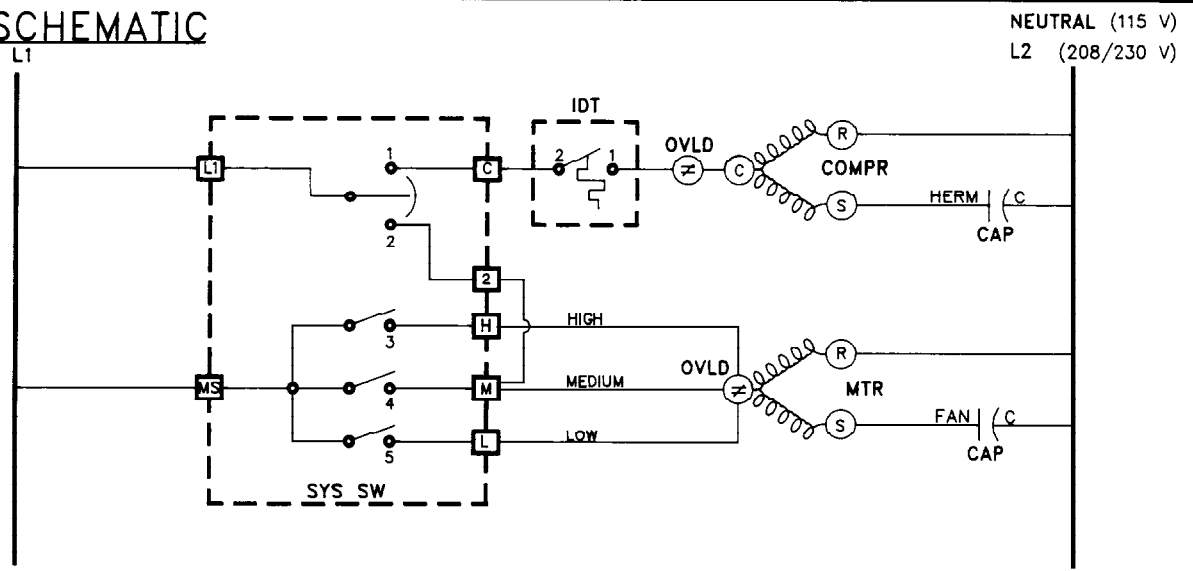 SCHEMATIC
NEUTRAL (115 V)
L1
L2 (208/230 V)
IDT
1
2 1
OVLD
R
L1
C
C
COMPR
2
S
HERM
C
CAP
2
H
HIGH
3
OVLD
R
MS
M
MEDIUM
MTR
4
S
FAN
C
L
LOW
5
CAP
SYS SW